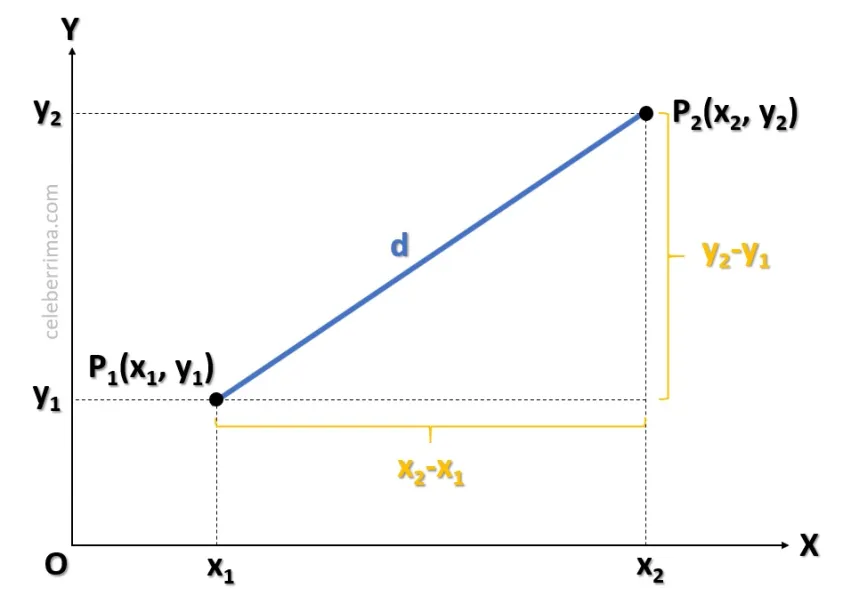 Y
y₂
P₂(x₂, y₂)
celeberrima.com
d
y₂-y₁
P₁(x₁, y₁)
y₁
x₂-x₁
X
O
x₁
x₂